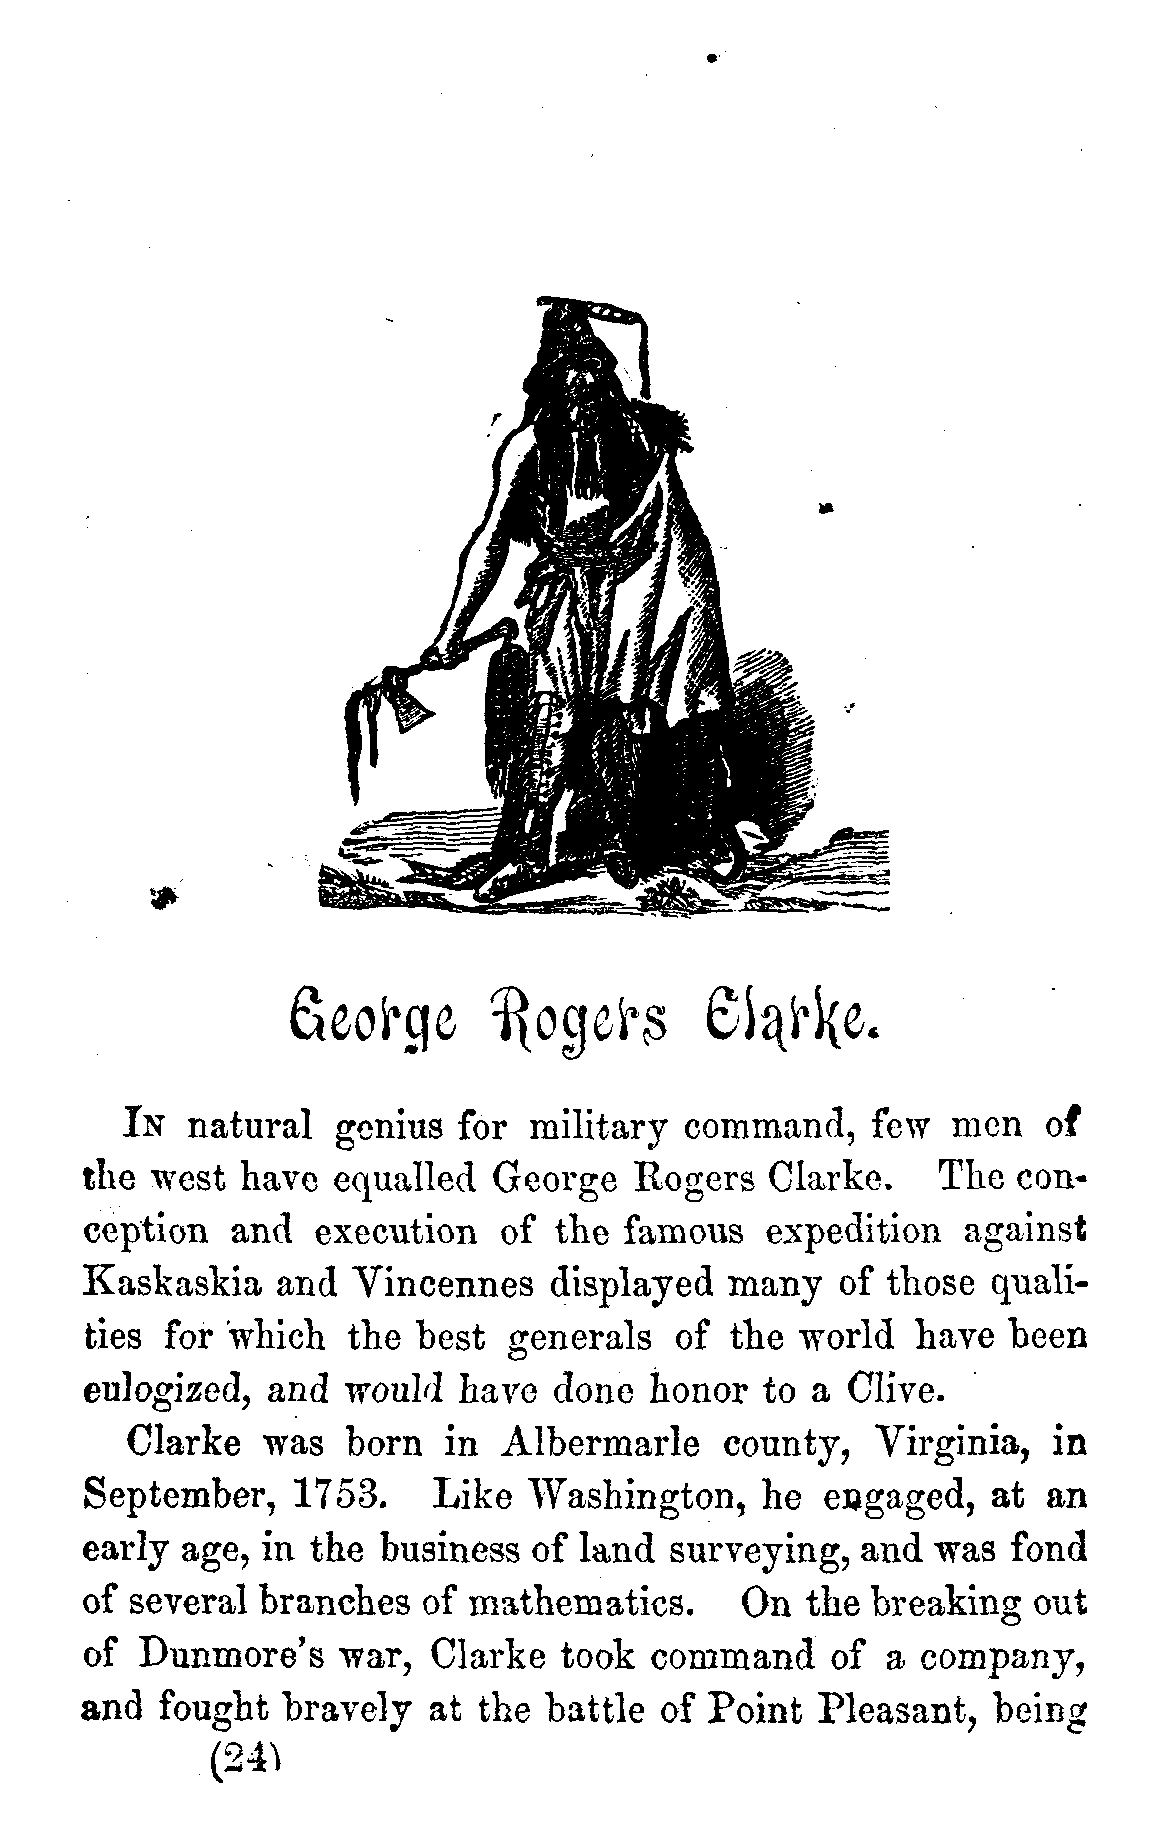 George Rogers Clarke.
IN natural genius for military command, few men of
the west have equalled George Rogers Clarke. The con-
ception and execution of the famous expedition against
Kaskaskia and Vincennes displayed many of those quali-
ties for which the best generals of the world have been
eulogized, and would have done honor to a Clive.
Clarke was born in Albermarle county, Virginia, in
September, 1753. Like Washington, he engaged, at an
early age, in the business of land surveying, and was fond
of several branches of mathematics. On the breaking out
of Dunmore's war, Clarke took command of a company,
and fought bravely at the battle of Point Pleasant, being
(24)